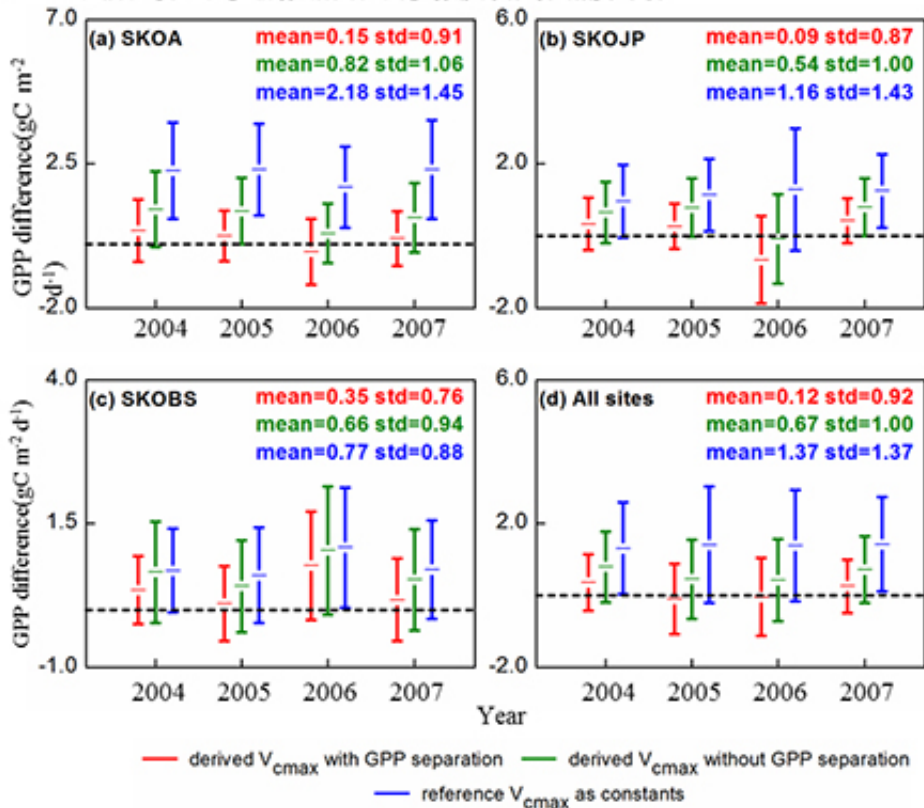 7.0
(a) SKOA
mean=0.15 std=0.91
mean=0.82 std=1.06
mean=2.18 std=1.45
2.5
-2.0
GPP difference(gC m-2
-d-1)
2004 2005 2006 2007
6.0
(b) SKOJP
mean=0.09 std=0.87
mean=0.54 std=1.00
mean=1.16 std=1.43
2.0
-2.0
2004 2005 2006 2007
4.0
(c) SKOBS
mean=0.35 std=0.76
mean=0.66 std=0.94
mean=0.77 std=0.88
1.5
-1.0
GPP difference(gC m-2 d-1)
2004 2005 2006 2007
6.0
(d) All sites
mean=0.12 std=0.92
mean=0.67 std=1.00
mean=1.37 std=1.37
2.0
-2.0
2004 2005 2006 2007
Year
derived Vcmax with GPP separation
derived Vcmax without GPP separation
reference Vcmax as constants